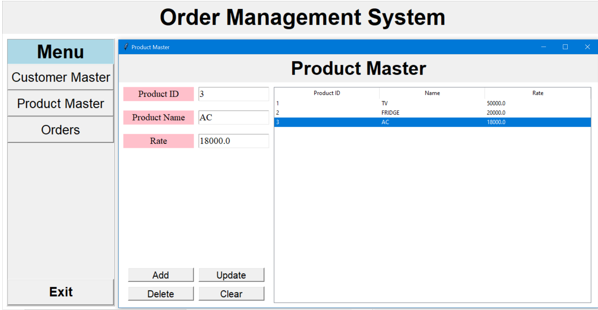 Order Management System
Menu
Customer Master
Product Master
Orders
Exit
Product Master
Product Master
Product ID 3
Product Name AC
Rate 18000.0
Add Update
Delete Clear
Product ID Name Rate
1 TV 50000.0
2 FRIDGE 20000.0
3 AC 18000.0